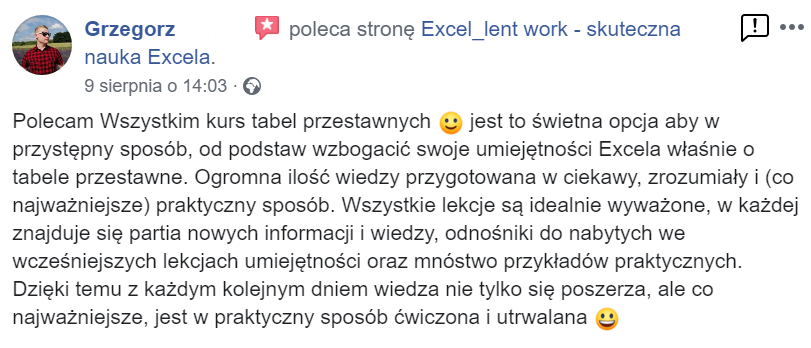 Grzegorz poleca stronę Excel_lent work - skuteczna
nauka Excela.
9 sierpnia o 14:03 ·
Polecam Wszystkim kurs tabel przestawnych 🙂 jest to świetna opcja aby w
przystępny sposób, od podstaw wzbogacić swoje umiejętności Excela właśnie o
tabele przestawne. Ogromna ilość wiedzy przygotowana w ciekawy, zrozumiały i (co
najważniejsze) praktyczny sposób. Wszystkie lekcje są idealnie wyważone, w każdej
znajduje się partia nowych informacji i wiedzy, odnośniki do nabytych we
wcześniejszych lekcjach umiejętności oraz mnóstwo przykładów praktycznych.
Dzięki temu z każdym kolejnym dniem wiedza nie tylko się poszerza, ale co
najważniejsze, jest w praktyczny sposób ćwiczona i utrwalana 😀